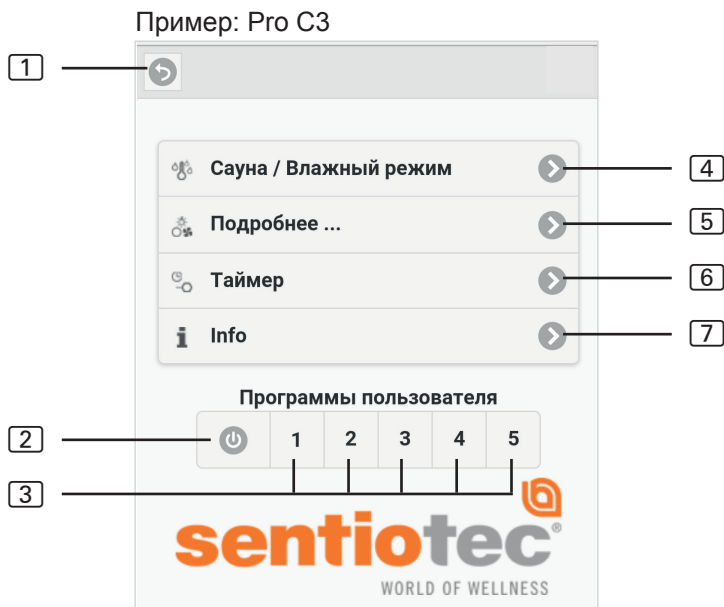 Пример: Pro C3
1
Сауна / Влажный режим
4
Подробнее ...
5
Таймер
6
Info
7
Программы пользователя
2
1 2 3 4 5
3
sentiotec®
WORLD OF WELLNESS